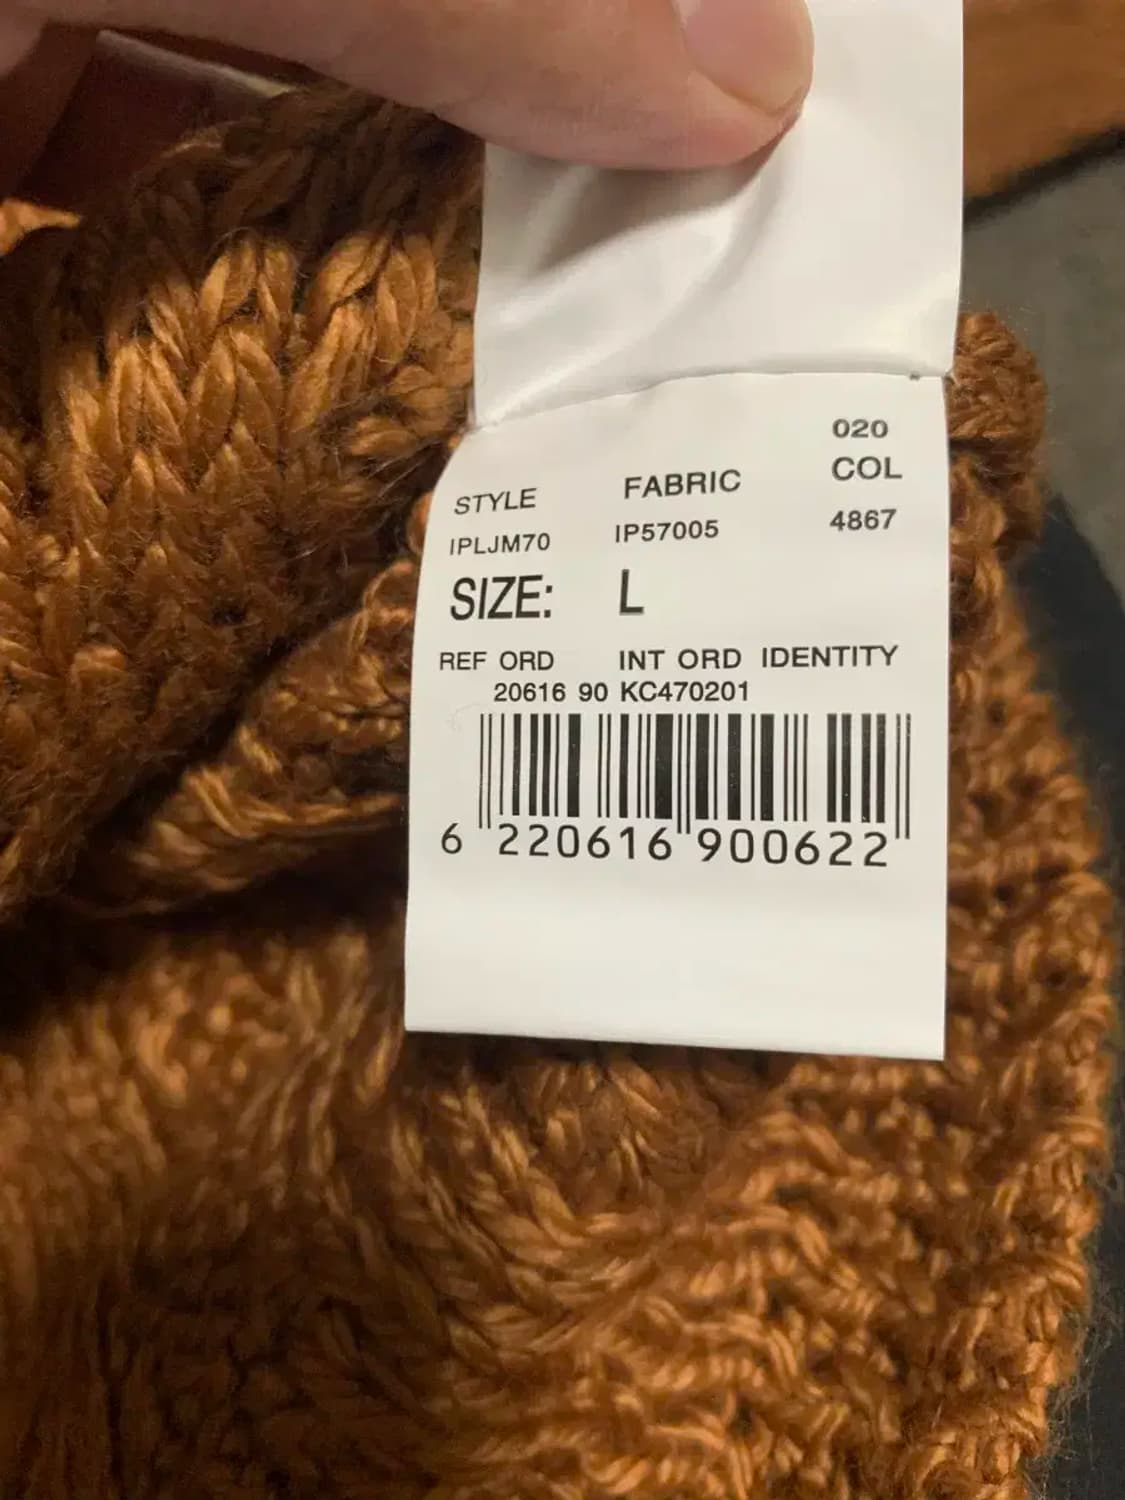 020
STYLE FABRIC COL
IPLJM70 IP57005 4867
SIZE: L
REF ORD INT ORD IDENTITY
20616 90 KC470201
6 220616 900622